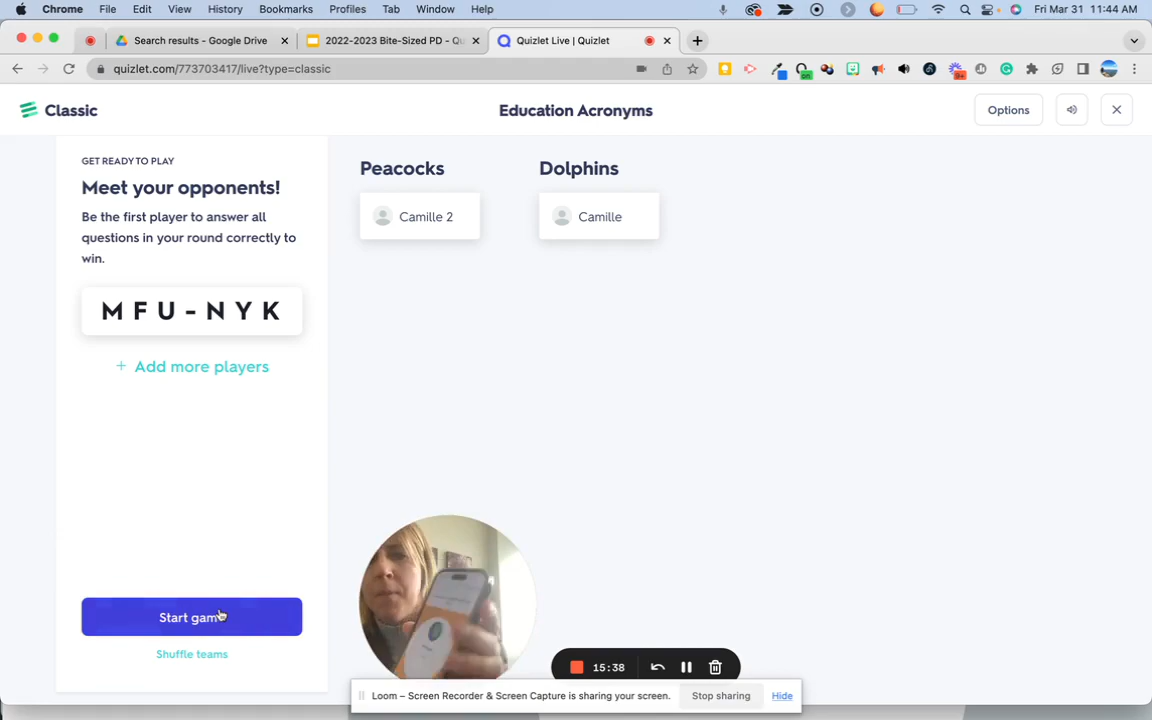 Chrome File Edit View History Bookmarks Profiles Tab Window Help Fri Mar 31 11:44 AM
Search results - Google Drive 2022-2023 Bite-Sized PD - Qu Quizlet Live | Quizlet
quizlet.com/773703417/live?type=classic on 9+
Classic
Education Acronyms
Options
GET READY TO PLAY
Meet your opponents!
Be the first player to answer all
questions in your round correctly to
win.
MFU-NYK
+ Add more players
Start game
Shuffle teams
Peacocks
Camille 2
Dolphins
Camille
15:38
Loom – Screen Recorder & Screen Capture is sharing your screen. Stop sharing Hide